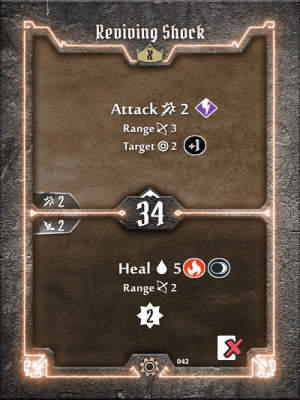 Reviving Shock
X
Attack 2
Range 3
Target 2 +1
2
34
2
Heal 5
Range 2
2
042